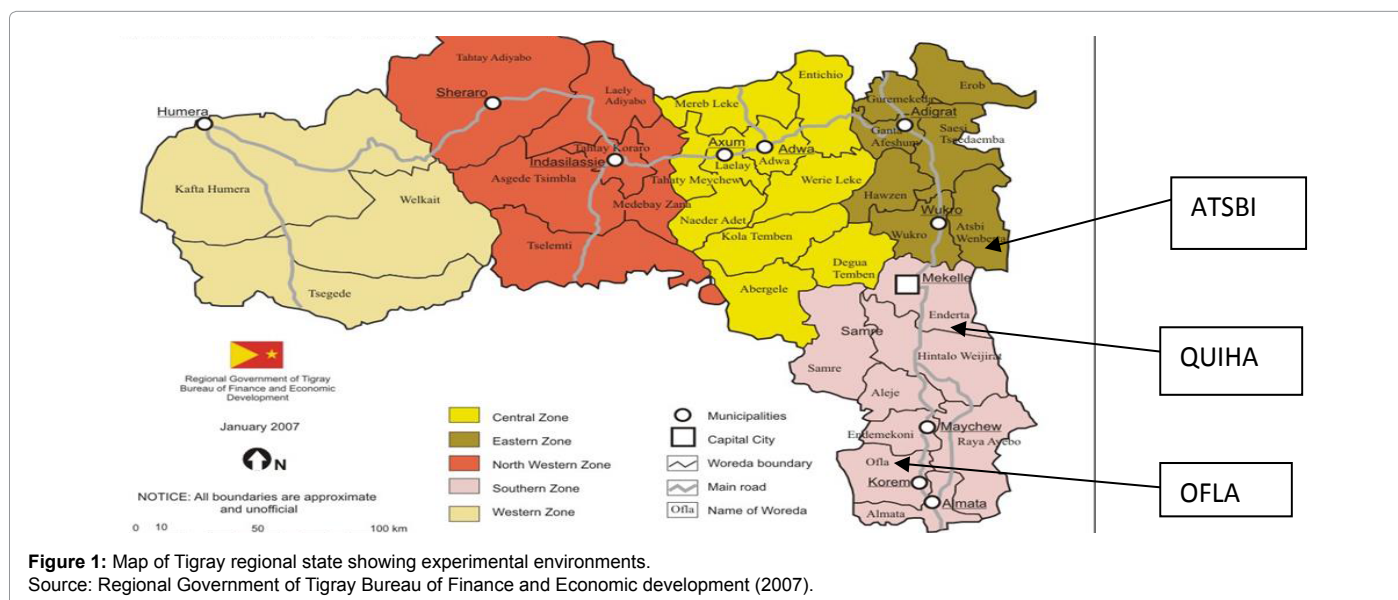 Tahtay Adiyabo
Entichio
Laely
Adiyabo
Erob
Sheraro
Mereb Leke
Guremekeda
Humera
Adigrat
Ganta
Afeshum
Saesi
Tsaedaemba
Axum
Adwa
Tahtay Koraro
Indasilassie
Laelay
Adwa
Kafta Humera
Welkait
Asgede Tsimbla
Tahaty Meychew
Werie Leke
Hawzen
ATSBI
Medebay Zana
Naeder Adet
Wukro
Tselemti
Kola Temben
Wukro
Atsbi
Wenberta
Degua
Temben
Mekelle
Tsegede
Abergele
Enderta
Samre
QUIHA
Hintalo Weijirat
Samre
Regional Government of Tigray
Bureau of Finance and Economic
Development
Aleje
January 2007
Central Zone
Municipalities
Maychew
Eastern Zone
Capital City
Endemekoni
Raya Azebo
N
North Western Zone
Woreda boundary
Ofla
Southern Zone
Main road
Korem
OFLA
NOTICE: All boundaries are approximate
and unofficial
Western Zone
Ofla
Name of Woreda
Almata
Almata
0 10 50 100 km
Figure 1: Map of Tigray regional state showing experimental environments.
Source: Regional Government of Tigray Bureau of Finance and Economic development (2007).